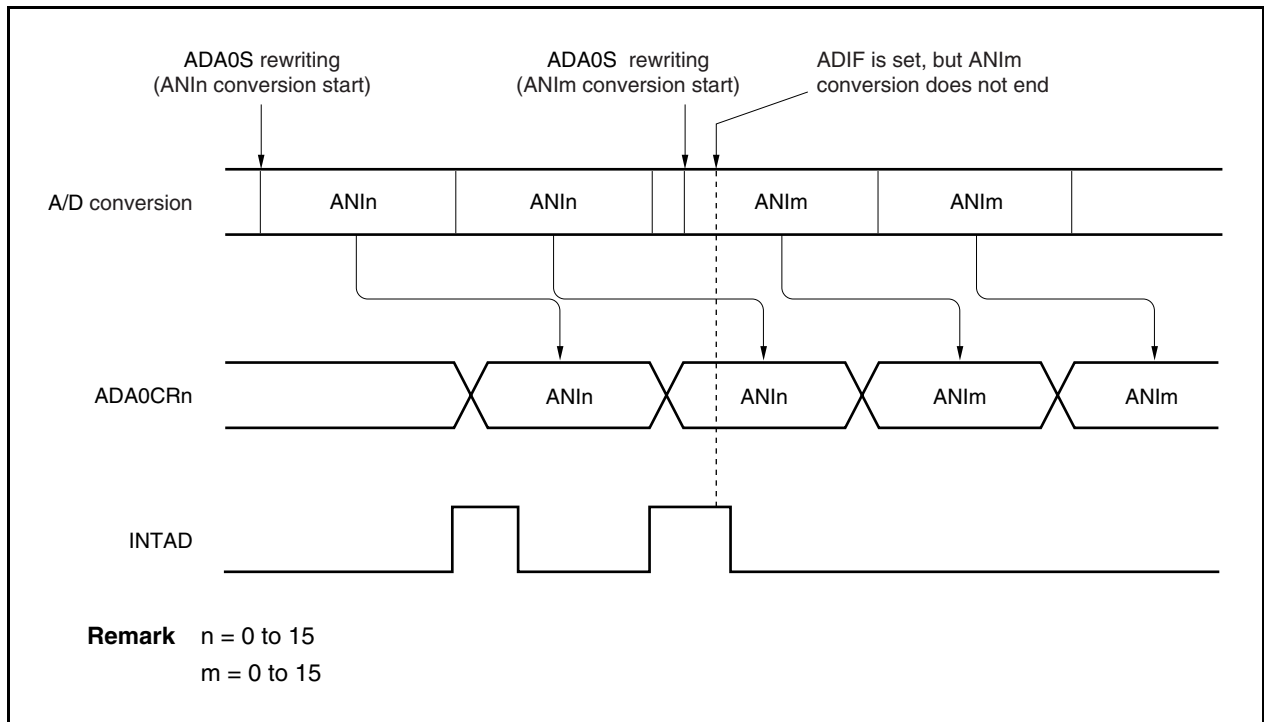 ADA0S rewriting
(ANIn conversion start)
ADA0S rewriting
(ANIm conversion start)
ADIF is set, but ANIm
conversion does not end
A/D conversion
ANIn
ANIn
ANIm
ANIm
ADA0CRn
ANIn
ANIn
ANIm
ANIm
INTAD
Remark n = 0 to 15
m = 0 to 15